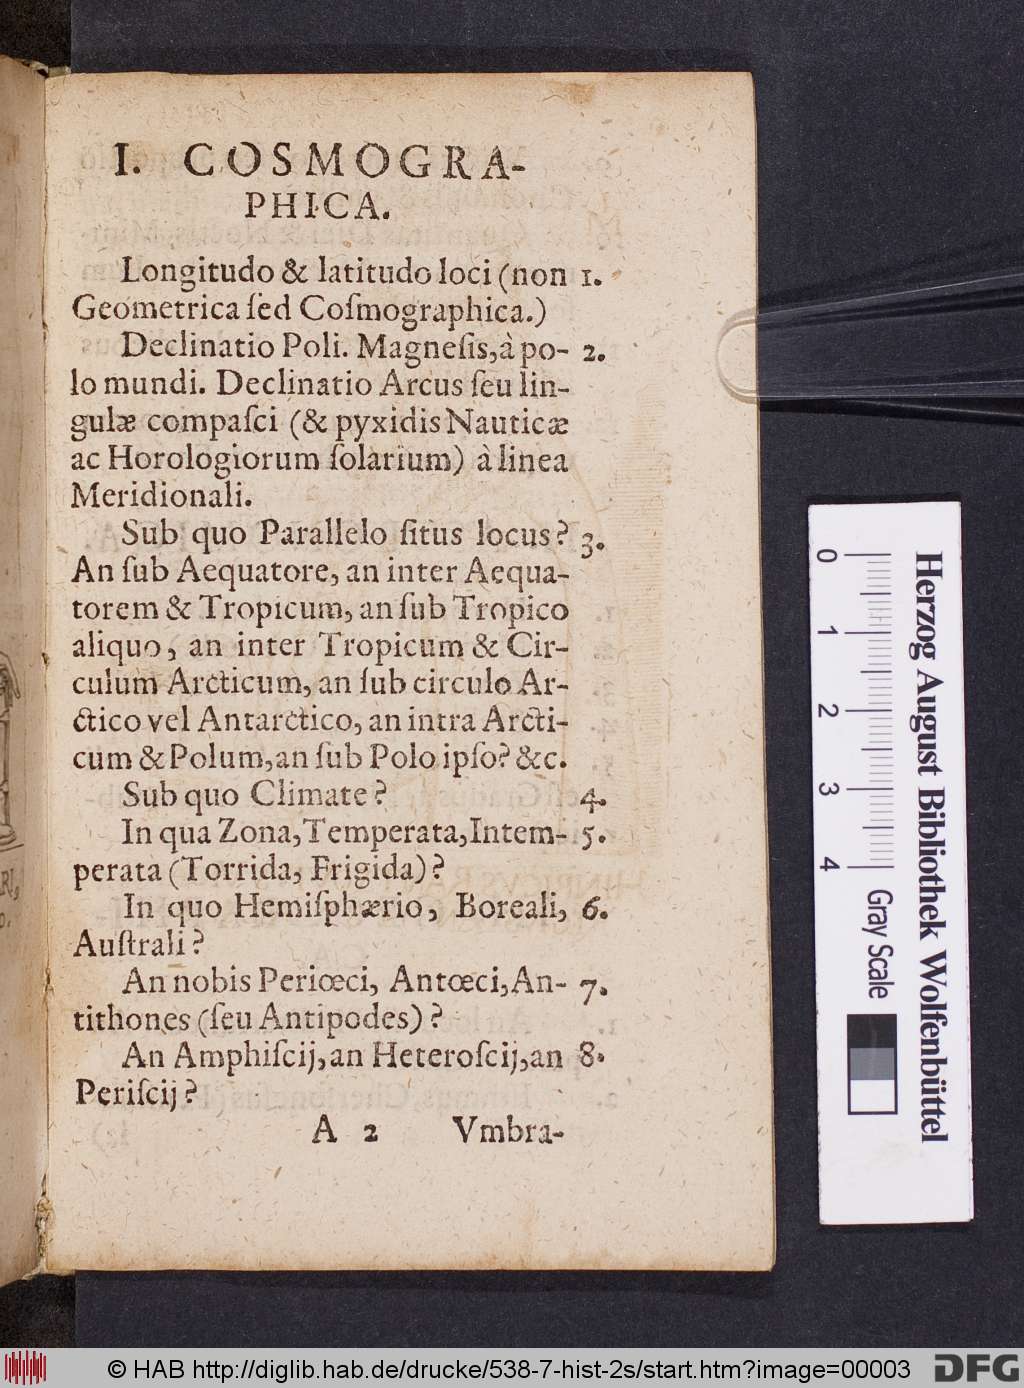 I. COSMOGRA-
PHICA.
Longitudo & latitudo loci (non 1.
Geometrica ſed Coſmographica.)
Declinatio Poli. Magneſis, à po- 2.
lo mundi. Declinatio Arcus ſeu lin-
gulæ compaſci (& pyxidis Nauticæ
ac Horologiorum ſolarium) à linea
Meridionali.
Sub quo Parallelo ſitus locus? 3.
An ſub Aequatore, an inter Aequa-
torem & Tropicum, an ſub Tropico
aliquo, an inter Tropicum & Cir-
culum Arcticum, an ſub circulo Ar-
ctico vel Antarctico, an intra Arcti-
cum & Polum, an ſub Polo ipſo? &c.
Sub quo Climate? 4.
In qua Zona, Temperata, Intem- 5.
perata (Torrida, Frigida)?
In quo Hemiſphærio, Boreali, 6.
Auſtrali?
An nobis Periœci, Antœci, An- 7.
tithones (ſeu Antipodes)?
An Amphiſcij, an Heteroſcij, an 8.
Periſcij?
A 2 Vmbra-
0 1 2 3 4
Gray Scale
Herzog August Bibliothek Wolfenbüttel
© HAB http://diglib.hab.de/drucke/538-7-hist-2s/start.htm?image=00003
DFG